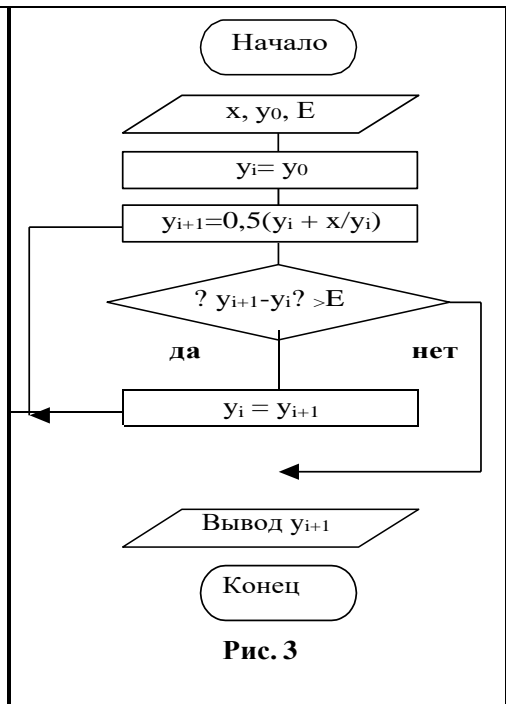 Начало
x, y₀, E
yᵢ= y₀
yᵢ₊₁=0,5(yᵢ + x/yᵢ)
? yᵢ₊₁-yᵢ? >E
да нет
yᵢ = yᵢ₊₁
Вывод yᵢ₊₁
Конец
Рис. 3